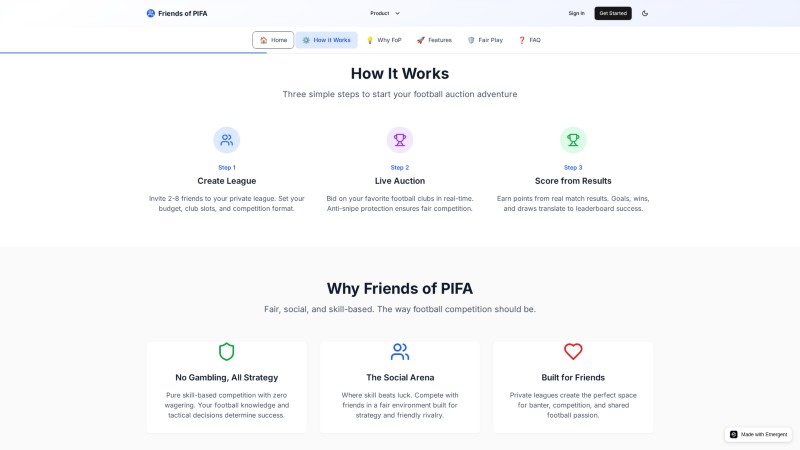 Friends of PIFA
Product
Sign In
Get Started
Home
How it Works
Why FoP
Features
Fair Play
FAQ
How It Works
Three simple steps to start your football auction adventure
Step 1
Create League
Invite 2-8 friends to your private league. Set your
budget, club slots, and competition format.
Step 2
Live Auction
Bid on your favorite football clubs in real-time.
Anti-snipe protection ensures fair competition.
Step 3
Score from Results
Earn points from real match results. Goals, wins,
and draws translate to leaderboard success.
Why Friends of PIFA
Fair, social, and skill-based. The way football competition should be.
No Gambling, All Strategy
Pure skill-based competition with zero
wagering. Your football knowledge and
tactical decisions determine success.
The Social Arena
Where skill beats luck. Compete with
friends in a fair environment built for
strategy and friendly rivalry.
Built for Friends
Private leagues create the perfect space
for banter, competition, and shared
football passion.
Made with Emergent